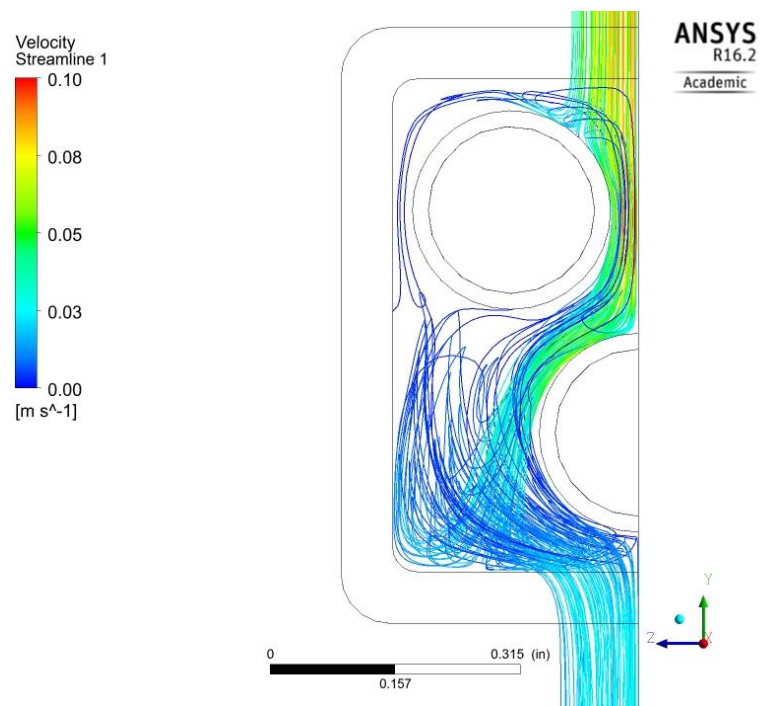 Velocity
Streamline 1
0.10
0.08
0.05
0.03
0.00
[m s^-1]
ANSYS
R16.2
Academic
Y
Z
X
0
0.315
(in)
0.157